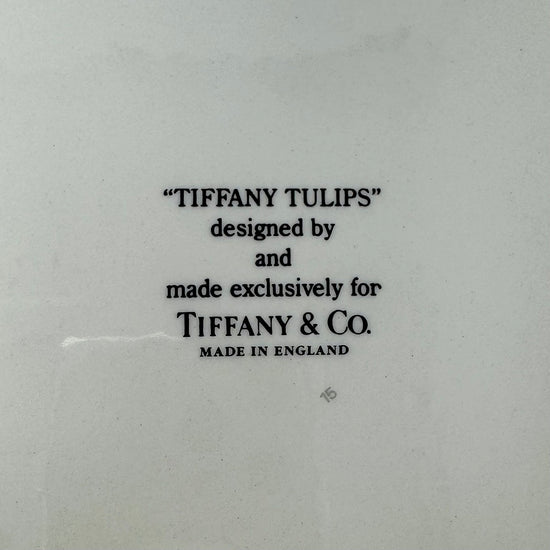 “TIFFANY TULIPS”
designed by
and
made exclusively for
TIFFANY & CO.
MADE IN ENGLAND
15